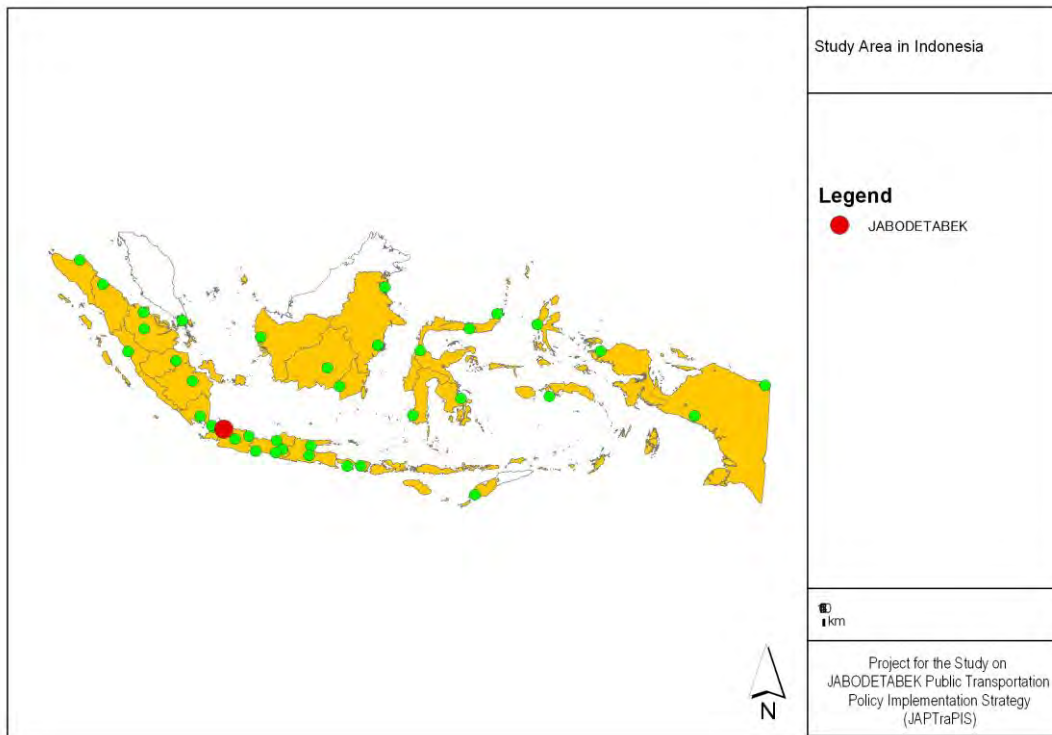 Study Area in Indonesia
Legend
JABODETABEK
km
N
Project for the Study on
JABODETABEK Public Transportation
Policy Implementation Strategy
(JAPTraPIS)